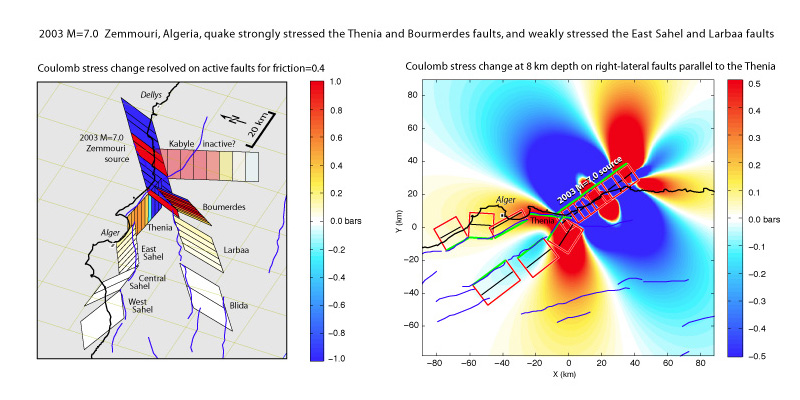 2003 M=7.0 Zemmouri, Algeria, quake strongly stressed the Thenia and Bourmerdes faults, and weakly stressed the East Sahel and Larbaa faults
Coulomb stress change resolved on active faults for friction=0.4
Dellys
N
20 km
2003 M=7.0
Zemmouri
source
Kabyle inactive?
Boumerdes
Thenia
Alger
East
Sahel
Larbaa
Central
Sahel
West
Sahel
Blida
1.0
0.8
0.6
0.4
0.2
0.0 bars
−0.2
−0.4
−0.6
−0.8
−1.0
Coulomb stress change at 8 km depth on right-lateral faults parallel to the Thenia
80
60
40
20
0
−20
−40
−60
Y (km)
2003 M=7.0 source
Alger
Thenia
−80
−60
−40
−20
0
20
40
60
80
X (km)
0.5
0.4
0.3
0.2
0.1
0.0 bars
−0.1
−0.2
−0.3
−0.4
−0.5